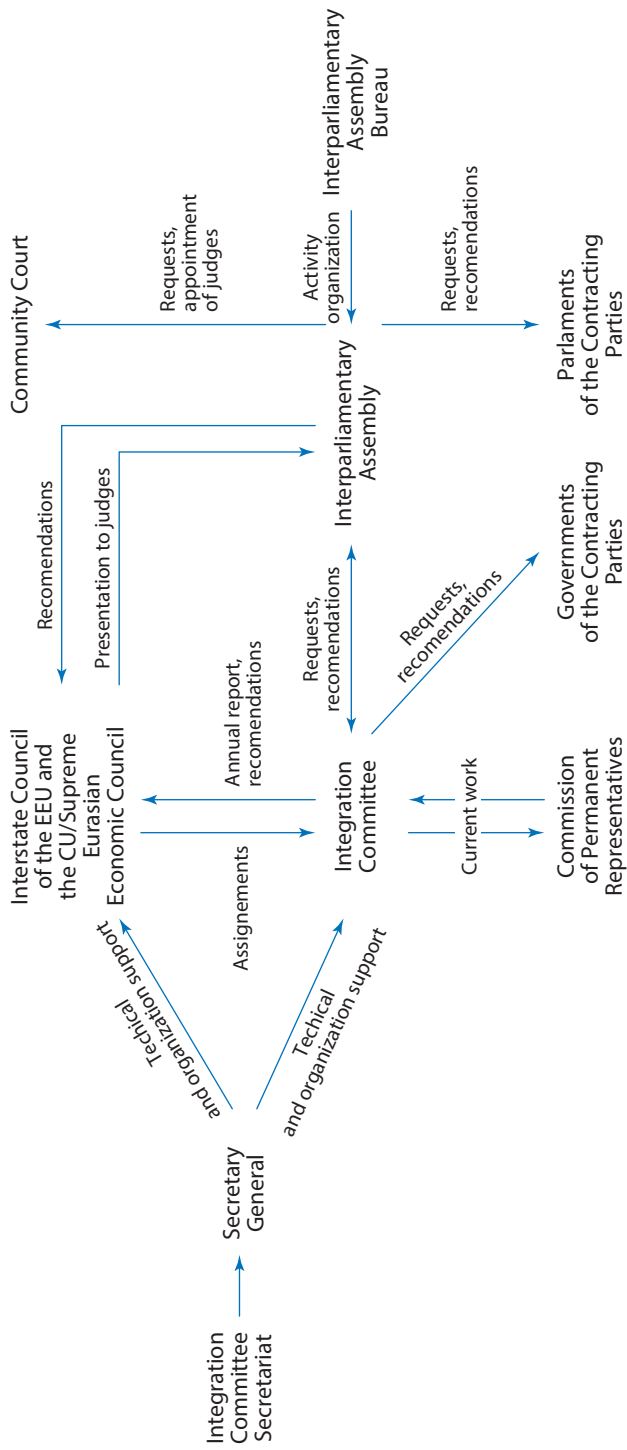 Integration
Committee
Secretariat
Secretary
General
Techical
and organization support
Techical
and organization support
Interstate Council
of the EEU and
the CU/Supreme
Eurasian
Economic Council
Assignements
Annual report,
recomendations
Integration
Committee
Current work
Commission
of Permanent
Representatives
Recomendations
Presentation to judges
Requests,
recomendations
Requests,
recomendations
Governments
of the Contracting
Parties
Community Court
Requests,
appointment
of judges
Interparliamentary
Assembly
Activity
organization
Interparliamentary
Assembly
Bureau
Requests,
recomendations
Parlaments
of the Contracting
Parties